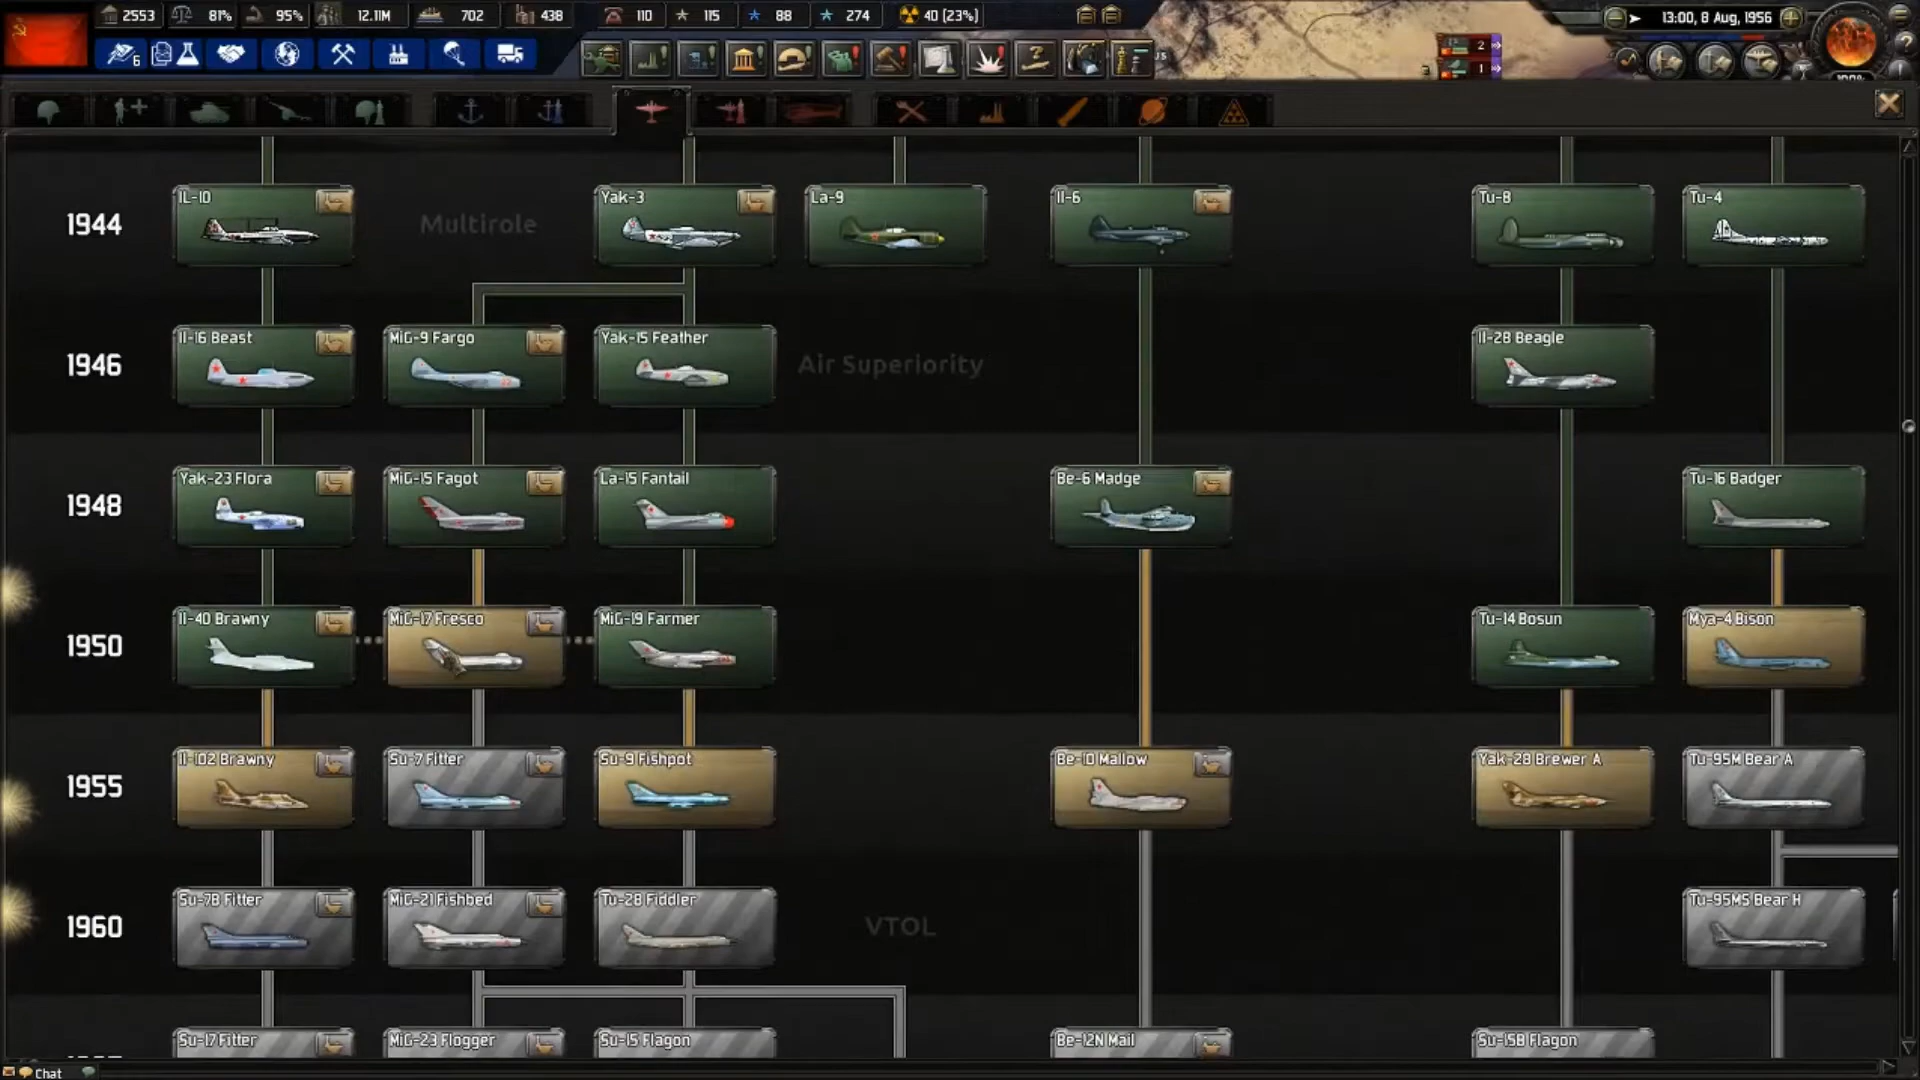 2553 81% 95% 12.11M 702 438 110 115 88 274 40 (23%)
13:00, 8 Aug, 1956
6
2
1
100%
1944
IL-10
Multirole
Yak-3
La-9
Il-6
Tu-8
Tu-4
1946
Il-16 Beast
MiG-9 Fargo
Yak-15 Feather
Air Superiority
Il-28 Beagle
1948
Yak-23 Flora
MiG-15 Fagot
La-15 Fantail
Be-6 Madge
Tu-16 Badger
1950
Il-40 Brawny
MiG-17 Fresco
MiG-19 Farmer
Tu-14 Bosun
Mya-4 Bison
1955
Il-102 Brawny
Su-7 Fitter
Su-9 Fishpot
Be-10 Mallow
Yak-28 Brewer A
Tu-95M Bear A
1960
Su-7B Fitter
MiG-21 Fishbed
Tu-28 Fiddler
VTOL
Tu-95MS Bear H
Su-17 Fitter
MiG-23 Flogger
Su-15 Flagon
Be-12N Mail
Su-15B Flagon
Chat